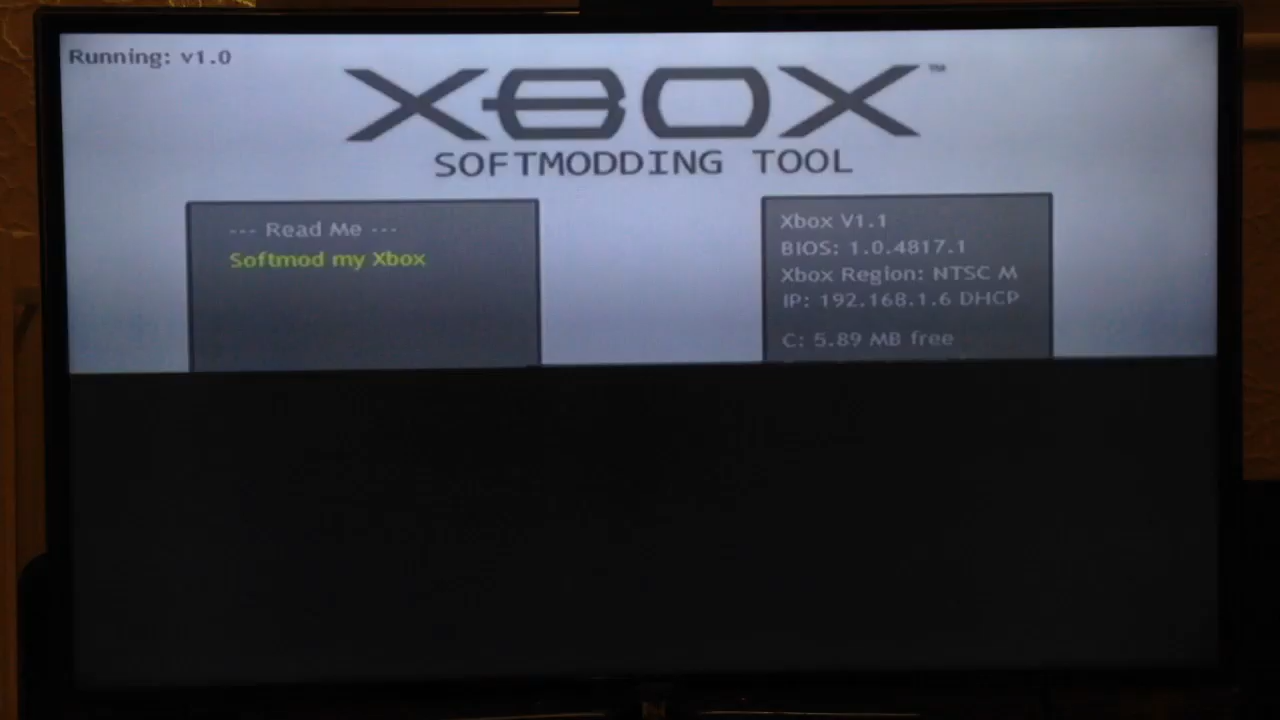 Running: v1.0
XBOX™
SOFTMODDING TOOL
--- Read Me ---
Softmod my Xbox
Xbox V1.1
BIOS: 1.0.4817.1
Xbox Region: NTSC M
IP: 192.168.1.6 DHCP
C: 5.89 MB free